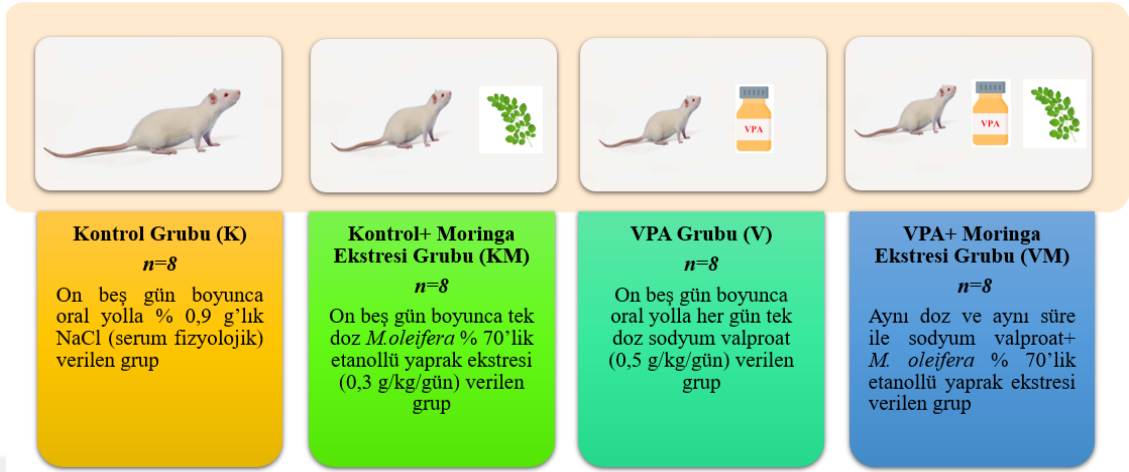 VPA
VPA
Kontrol Grubu (K)
n=8
On beş gün boyunca
oral yolla % 0,9 g’lık
NaCl (serum fizyolojik)
verilen grup
Kontrol+ Moringa
Ekstresi Grubu (KM)
n=8
On beş gün boyunca tek
doz M.oleifera % 70’lik
etanollü yaprak ekstresi
(0,3 g/kg/gün) verilen
grup
VPA Grubu (V)
n=8
On beş gün boyunca
oral yolla her gün tek
doz sodyum valproat
(0,5 g/kg/gün) verilen
grup
VPA+ Moringa
Ekstresi Grubu (VM)
n=8
Aynı doz ve aynı süre
ile sodyum valproat+
M. oleifera % 70’lik
etanollü yaprak ekstresi
verilen grup